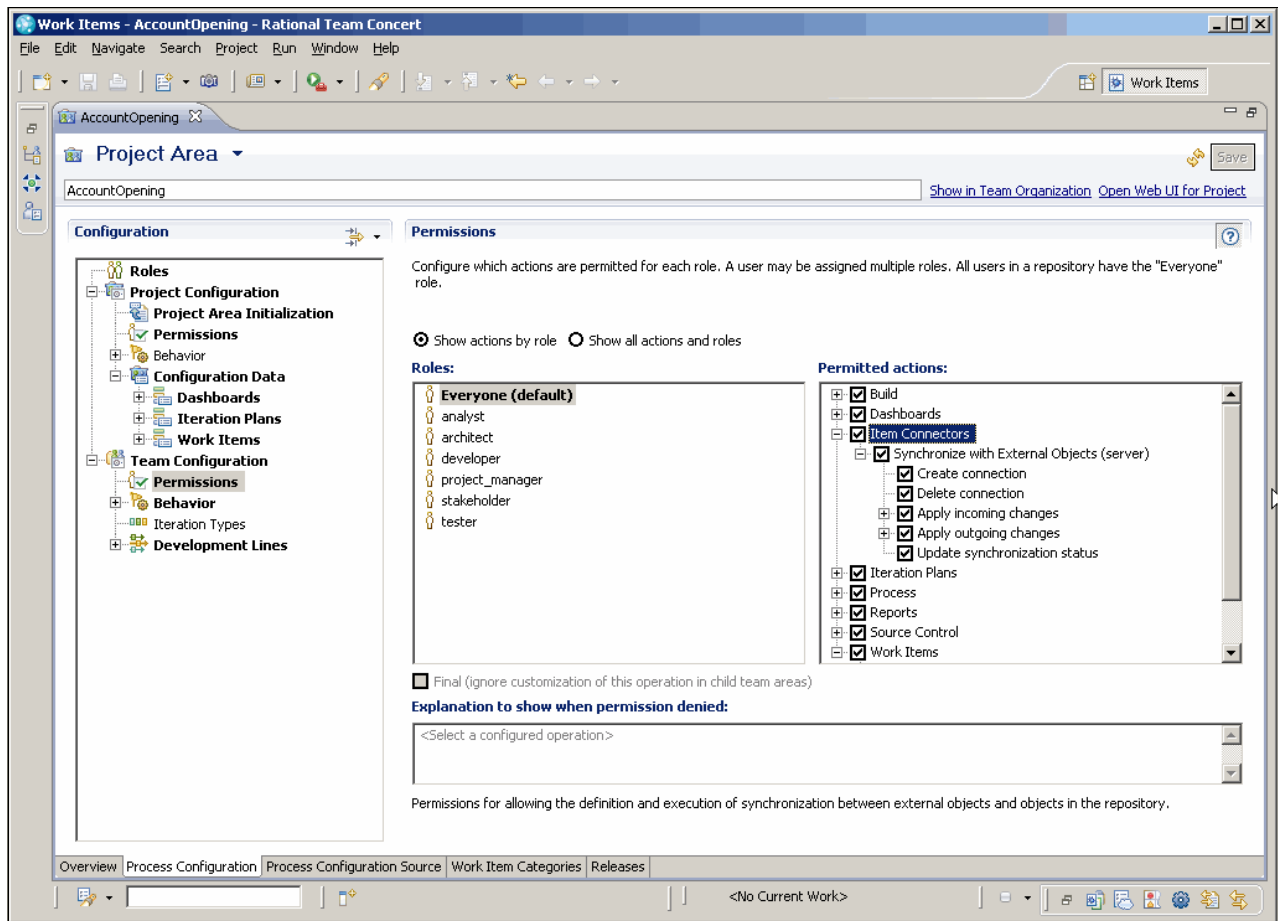 Work Items - AccountOpening - Rational Team Concert
File Edit Navigate Search Project Run Window Help
Work Items
AccountOpening
Project Area
Save
AccountOpening
Show in Team Organization Open Web UI for Project
Configuration
Roles
Project Configuration
Project Area Initialization
Permissions
Behavior
Configuration Data
Dashboards
Iteration Plans
Work Items
Team Configuration
Permissions
Behavior
Iteration Types
Development Lines
Permissions
Configure which actions are permitted for each role. A user may be assigned multiple roles. All users in a repository have the "Everyone"
role.
Show actions by role Show all actions and roles
Roles:
Everyone (default)
analyst
architect
developer
project_manager
stakeholder
tester
Permitted actions:
Build
Dashboards
Item Connectors
Synchronize with External Objects (server)
Create connection
Delete connection
Apply incoming changes
Apply outgoing changes
Update synchronization status
Iteration Plans
Process
Reports
Source Control
Work Items
Final (ignore customization of this operation in child team areas)
Explanation to show when permission denied:
<Select a configured operation>
Permissions for allowing the definition and execution of synchronization between external objects and objects in the repository.
Overview Process Configuration Process Configuration Source Work Item Categories Releases
<No Current Work>